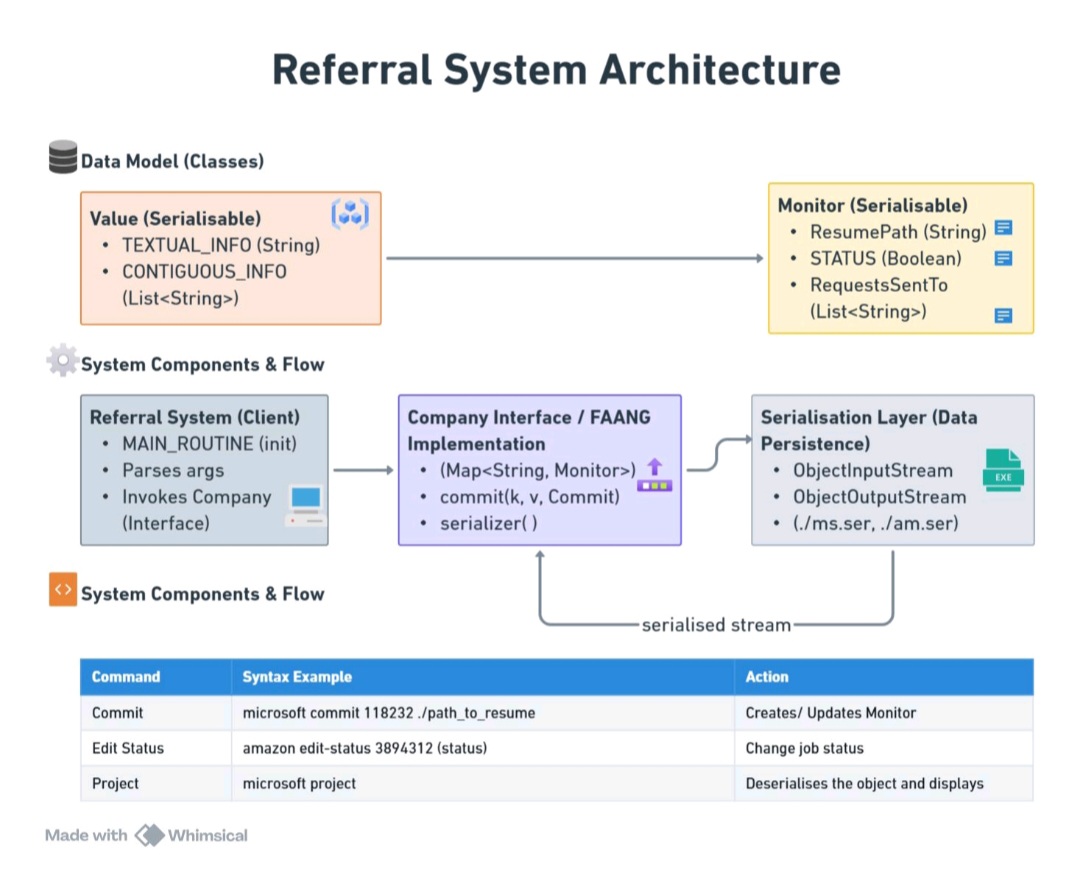 Referral System Architecture
Data Model (Classes)
Value (Serialisable)
• TEXTUAL_INFO (String)
• CONTIGUOUS_INFO
(List<String>)
Monitor (Serialisable)
• ResumePath (String)
• STATUS (Boolean)
• RequestsSentTo
(List<String>)
System Components & Flow
Referral System (Client)
• MAIN_ROUTINE (init)
• Parses args
• Invokes Company
(Interface)
Company Interface / FAANG
Implementation
• (Map<String, Monitor>)
• commit(k, v, Commit)
• serializer( )
Serialisation Layer (Data
Persistence)
• ObjectInputStream
• ObjectOutputStream
• (./ms.ser, ./am.ser)
EXE
serialised stream
System Components & Flow
Command Syntax Example Action
Commit microsoft commit 118232 ./path_to_resume Creates/ Updates Monitor
Edit Status amazon edit-status 3894312 (status) Change job status
Project microsoft project Deserialises the object and displays
Made with Whimsical